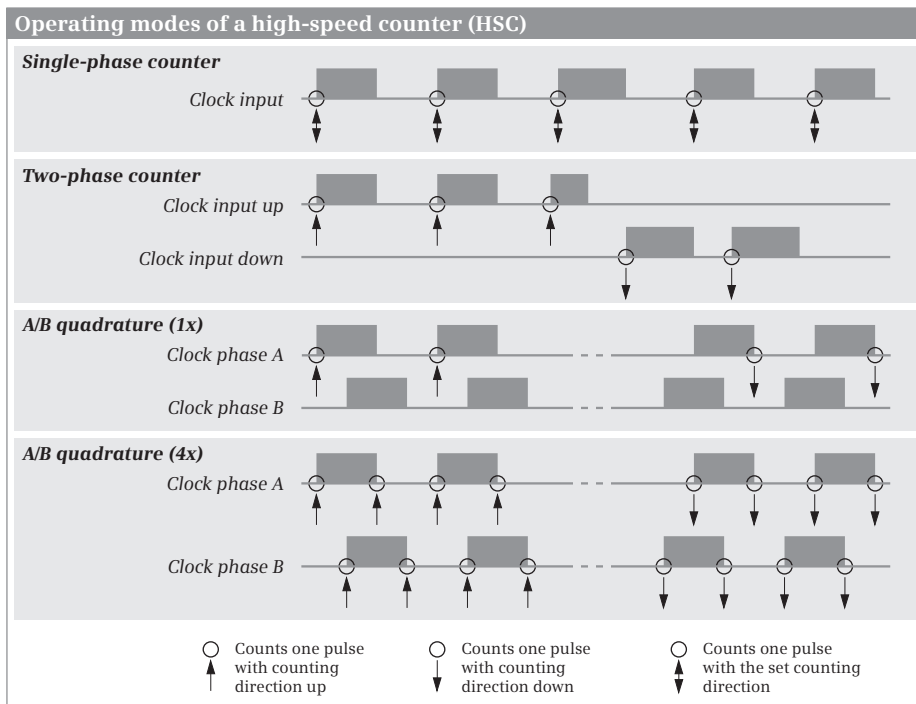 Operating modes of a high-speed counter (HSC)
Single-phase counter
Clock input
Two-phase counter
Clock input up
Clock input down
A/B quadrature (1x)
Clock phase A
Clock phase B
A/B quadrature (4x)
Clock phase A
Clock phase B
Counts one pulse
with counting
direction up
Counts one pulse
with counting
direction down
Counts one pulse
with the set counting
direction